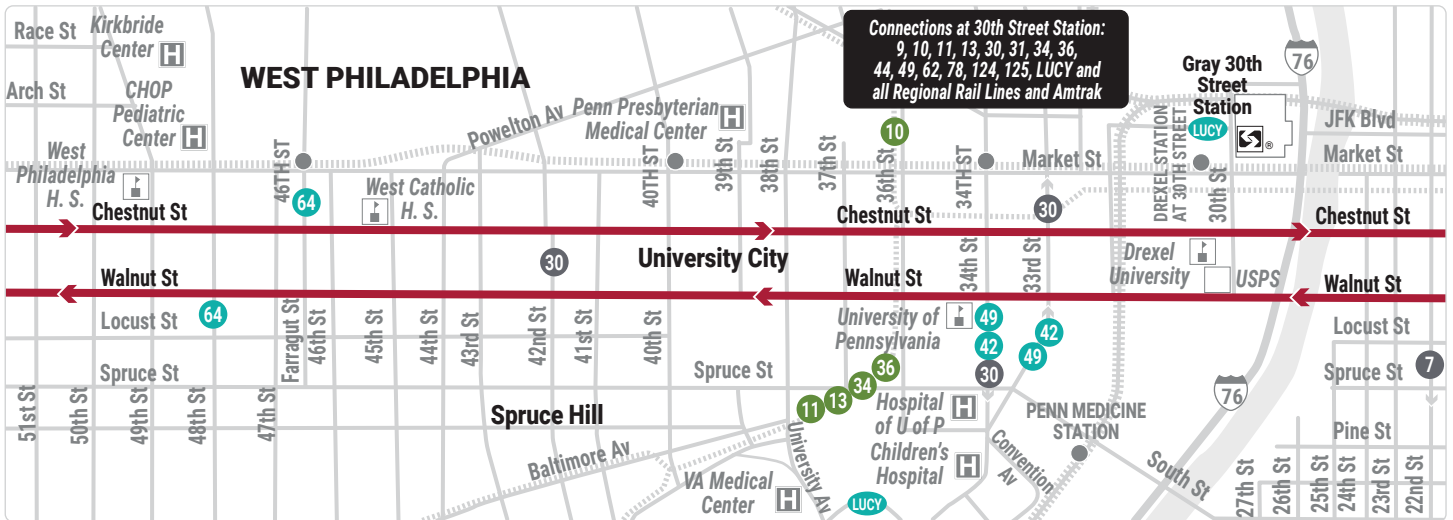 Race St
Kirkbride
Center
H
Arch St
CHOP
Pediatric
Center
H
WEST PHILADELPHIA
Powelton Av
Penn Presbyterian
Medical Center
H
Connections at 30th Street Station:
9, 10, 11, 13, 30, 31, 34, 36,
44, 49, 62, 78, 124, 125, LUCY and
all Regional Rail Lines and Amtrak
Gray 30th
Street
Station
LUCY
®
76
JFK Blvd
Market St
Market St
West
Philadelphia
H. S.
46TH ST
64
West Catholic
H. S.
40TH ST
39th St
38th St
37th St
36th St
10
34TH ST
30
DREXEL STATION
AT 30TH STREET
30th St
Chestnut St
Chestnut St
Chestnut St
30
University City
34th St
33rd St
Drexel
University
USPS
Walnut St
Walnut St
Walnut St
Locust St
64
Farragut St
46th St
45th St
44th St
43rd St
42nd St
41st St
40th St
University of
Pennsylvania
49
42
30
42
49
Locust St
Spruce St
Spruce St
Spruce St
7
51st St
50th St
49th St
48th St
47th St
Spruce Hill
11
13
34
36
Hospital
of U of P
H
Children's
Hospital
H
PENN MEDICINE
STATION
76
Pine St
Baltimore Av
University Av
VA Medical
Center
H
LUCY
Convention
Av
South St
27th St
26th St
25th St
24th St
23rd St
22nd St